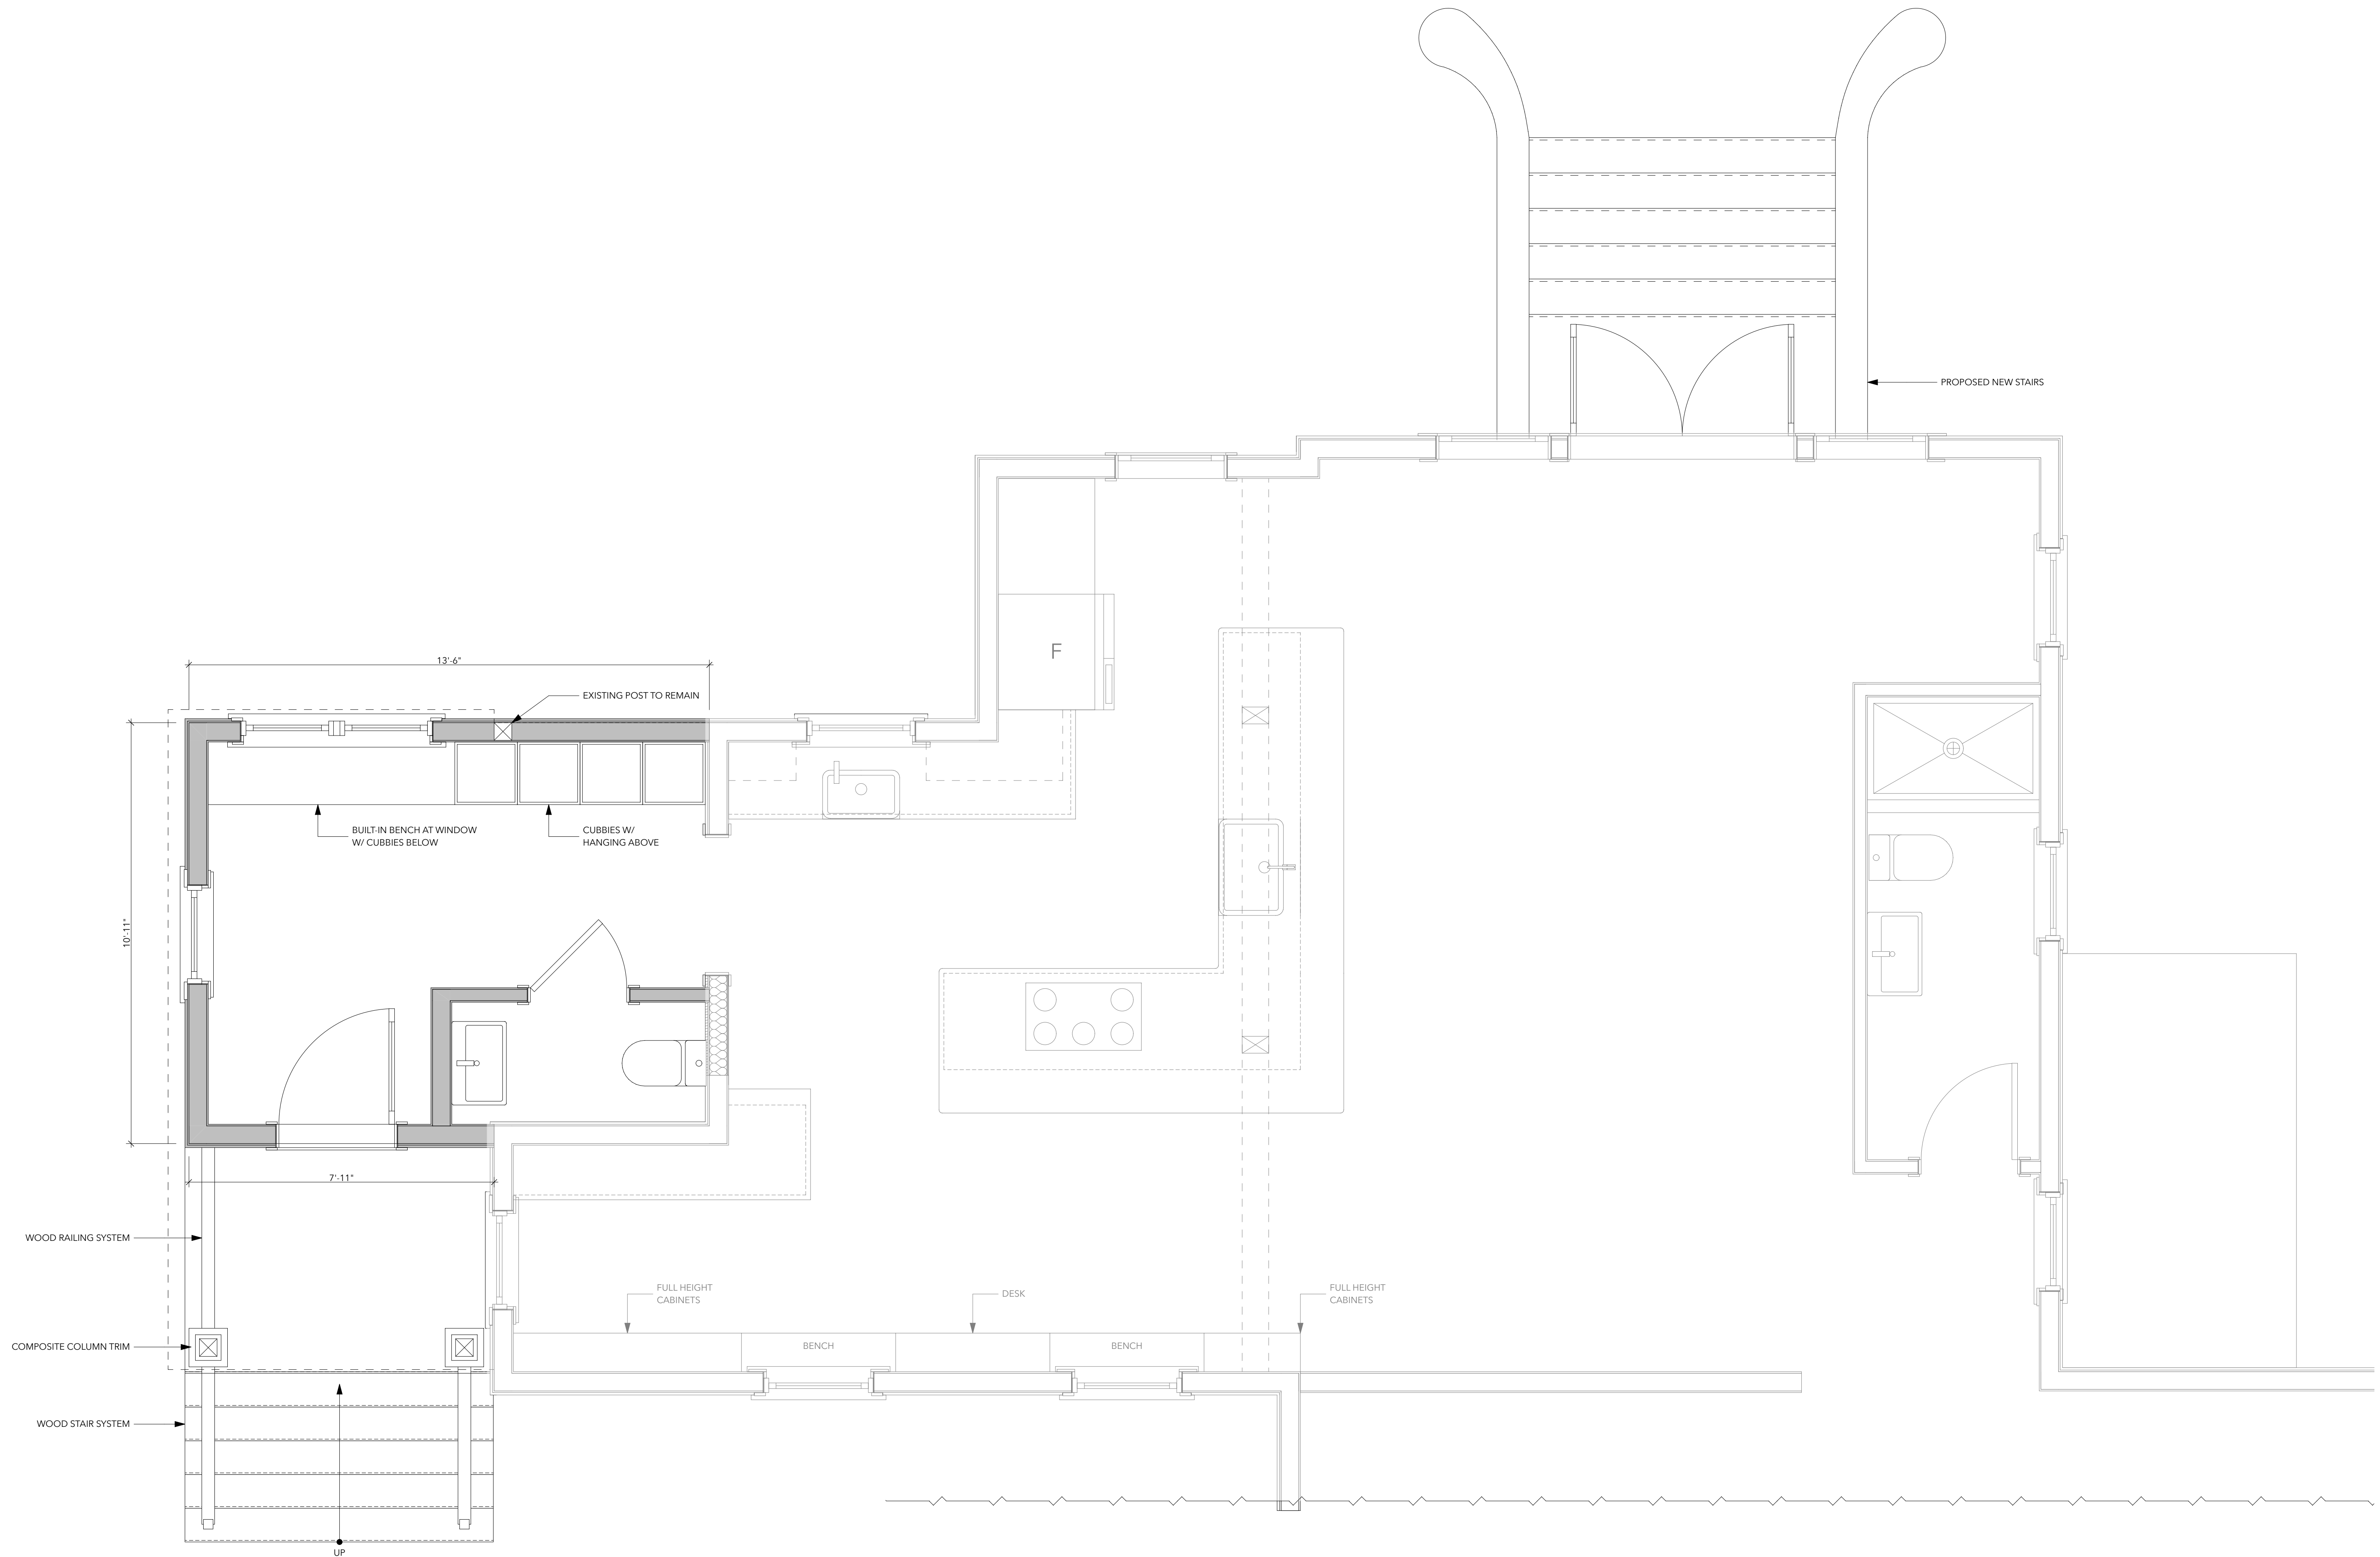 PROPOSED NEW STAIRS
F
13'-6"
EXISTING POST TO REMAIN
BUILT-IN BENCH AT WINDOW
W/ CUBBIES BELOW
CUBBIES W/
HANGING ABOVE
10'-11"
7'-11"
WOOD RAILING SYSTEM
FULL HEIGHT
CABINETS
DESK
FULL HEIGHT
CABINETS
COMPOSITE COLUMN TRIM
BENCH
BENCH
WOOD STAIR SYSTEM
UP